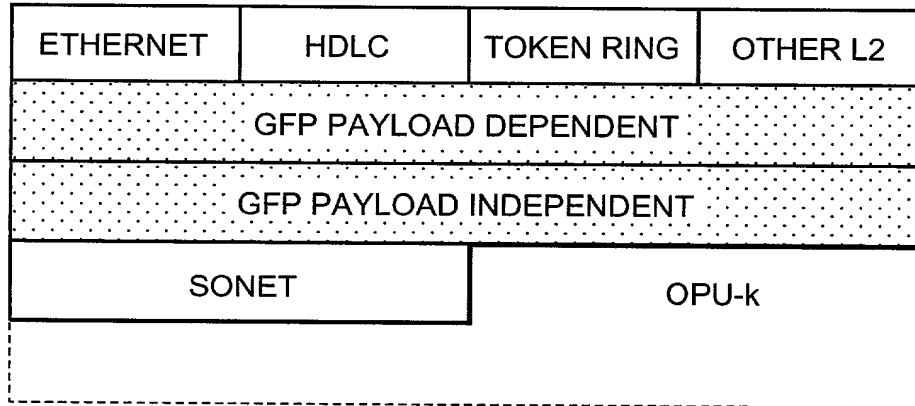 ETHERNET HDLC TOKEN RING OTHER L2
GFP PAYLOAD DEPENDENT
GFP PAYLOAD INDEPENDENT
SONET OPU-k